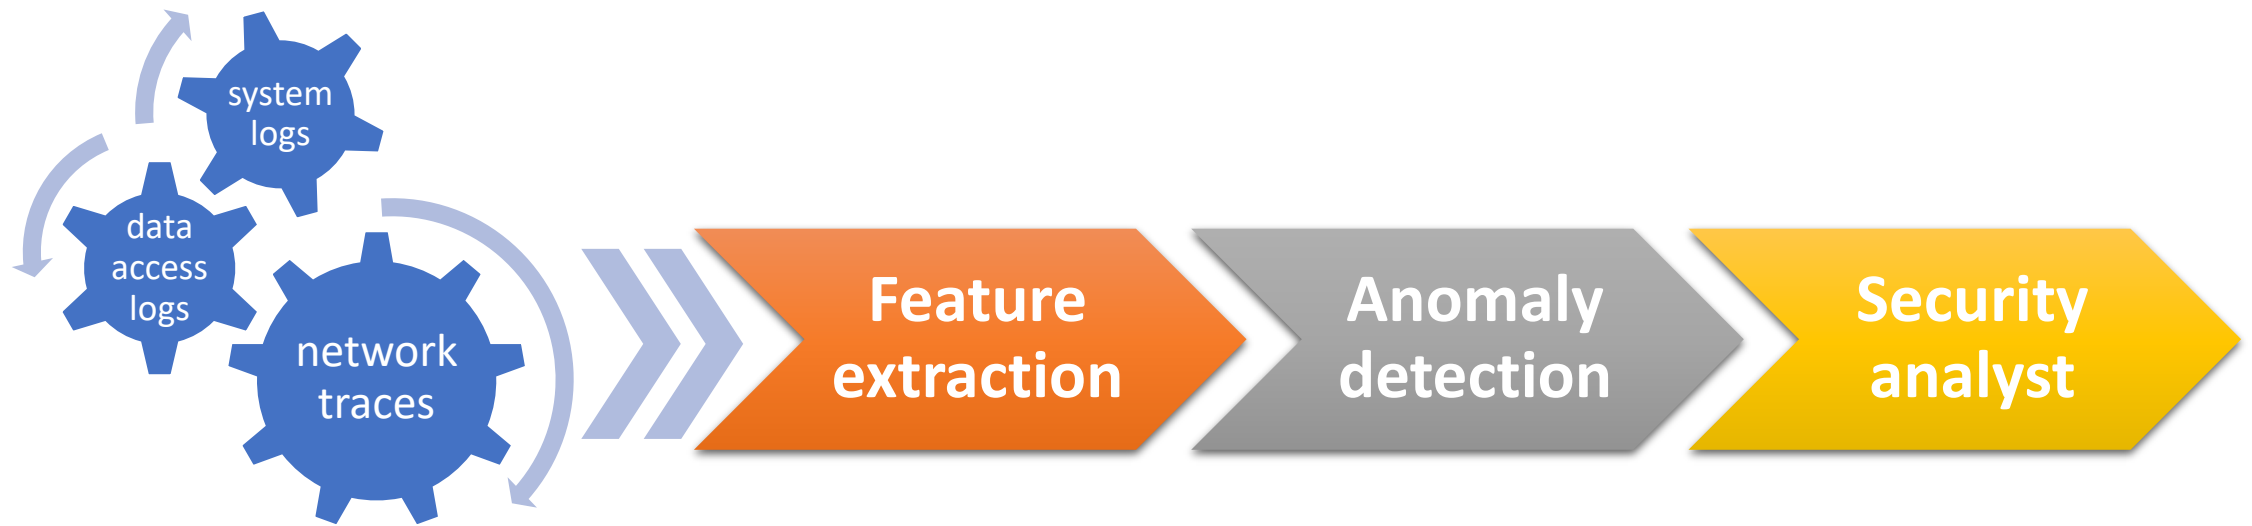 system
logs
data
access
logs
network
traces
Feature
extraction
Anomaly
detection
Security
analyst